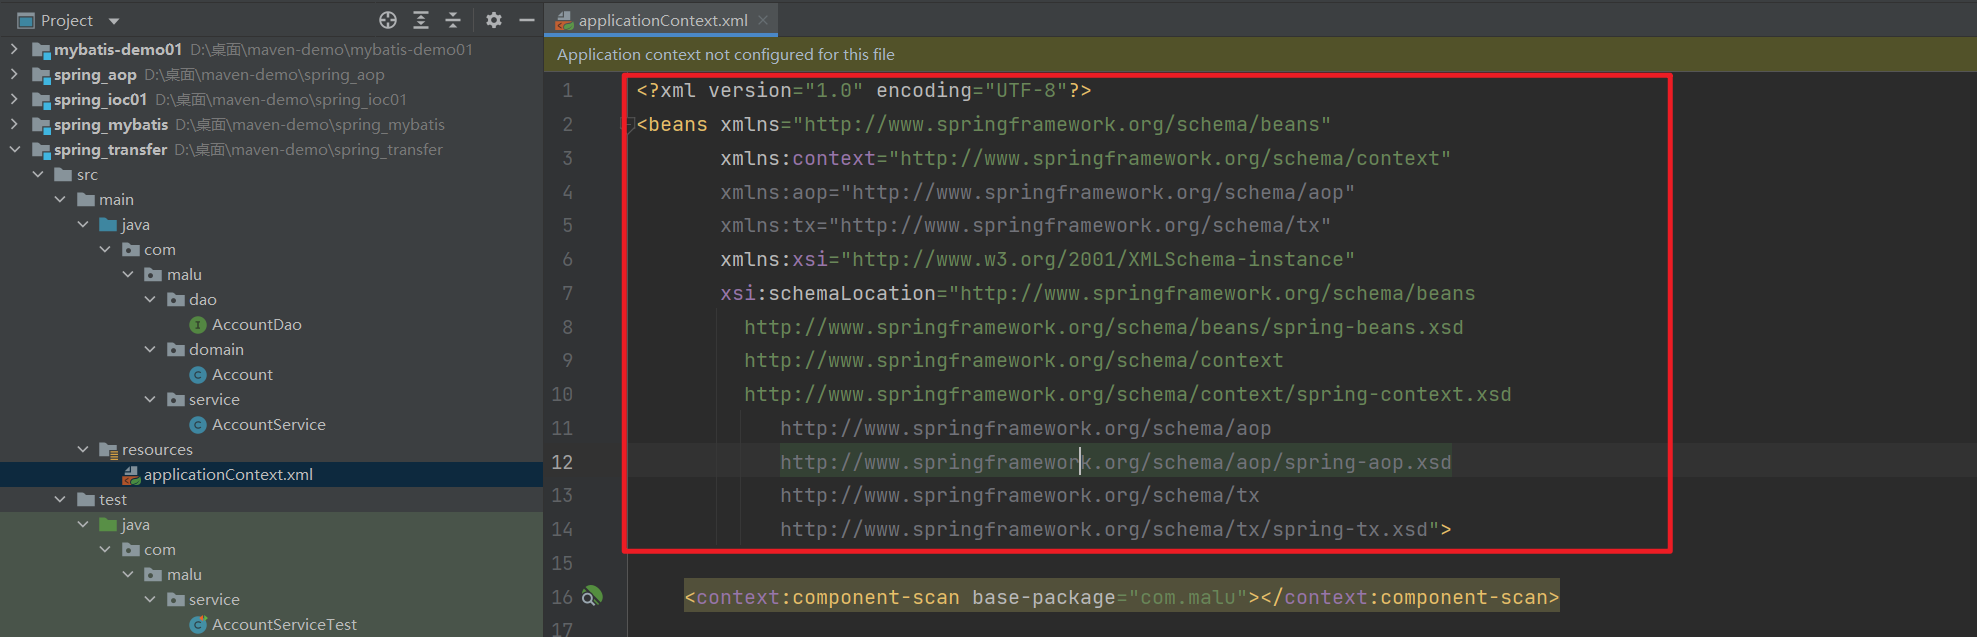 Project
mybatis-demo01 D:\桌面\maven-demo\mybatis-demo01
spring_aop D:\桌面\maven-demo\spring_aop
spring_ioc01 D:\桌面\maven-demo\spring_ioc01
spring_mybatis D:\桌面\maven-demo\spring_mybatis
spring_transfer D:\桌面\maven-demo\spring_transfer
src
main
java
com
malu
dao
AccountDao
domain
Account
service
AccountService
resources
applicationContext.xml
test
java
com
malu
service
AccountServiceTest
applicationContext.xml
Application context not configured for this file
1 <?xml version="1.0" encoding="UTF-8"?>
2 <beans xmlns="http://www.springframework.org/schema/beans"
3 xmlns:context="http://www.springframework.org/schema/context"
4 xmlns:aop="http://www.springframework.org/schema/aop"
5 xmlns:tx="http://www.springframework.org/schema/tx"
6 xmlns:xsi="http://www.w3.org/2001/XMLSchema-instance"
7 xsi:schemaLocation="http://www.springframework.org/schema/beans
8 http://www.springframework.org/schema/beans/spring-beans.xsd
9 http://www.springframework.org/schema/context
10 http://www.springframework.org/schema/context/spring-context.xsd
11 http://www.springframework.org/schema/aop
12 http://www.springframework.org/schema/aop/spring-aop.xsd
13 http://www.springframework.org/schema/tx
14 http://www.springframework.org/schema/tx/spring-tx.xsd">
15
16 <context:component-scan base-package="com.malu"></context:component-scan>
17